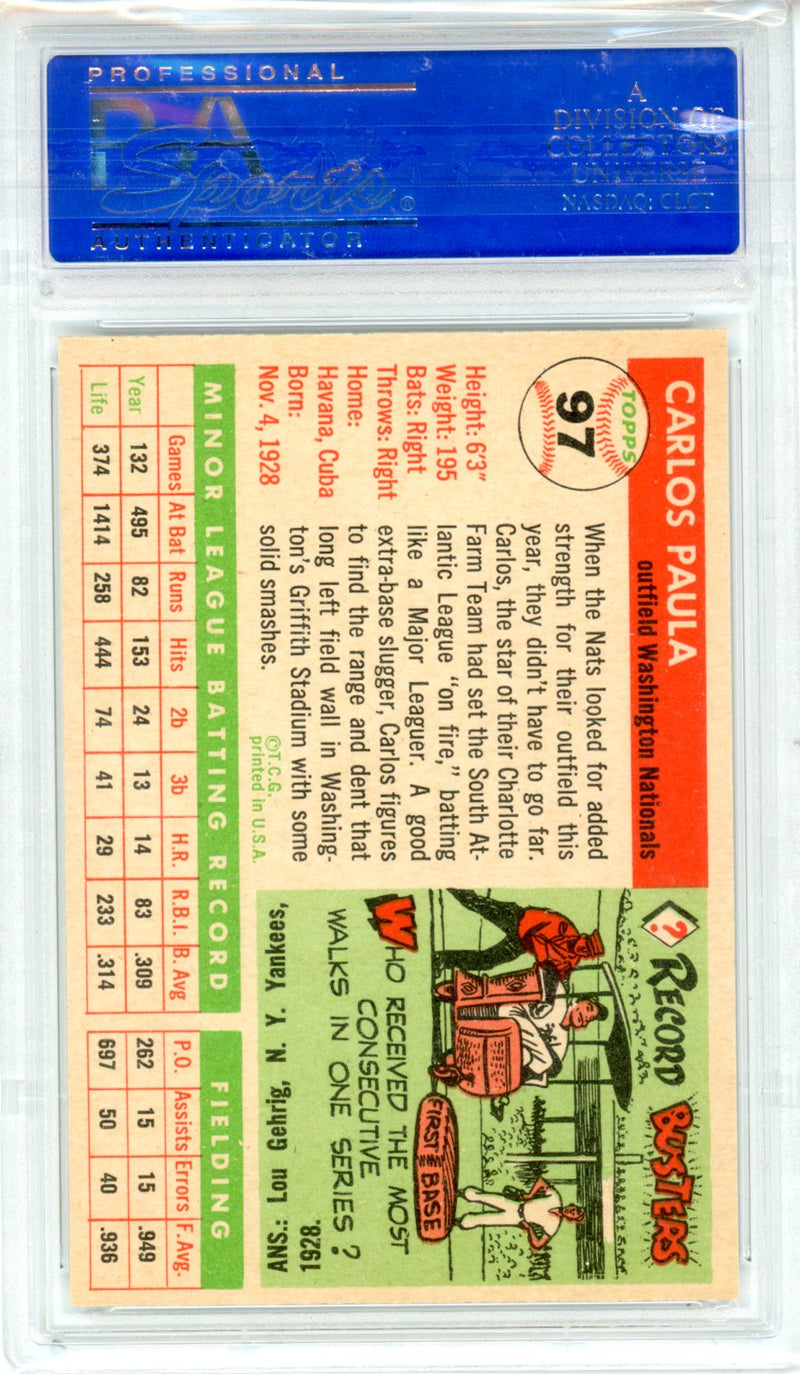 PROFESSIONAL
PSA
Sports®
AUTHENTICATOR
A
DIVISION OF
COLLECTORS
UNIVERSE
NASDAQ: CLCT
CARLOS PAULA
outfield Washington Nationals
TOPPS
97
Height: 6'3"
Weight: 195
Bats: Right
Throws: Right
Home:
Havana, Cuba
Born:
Nov. 4, 1928
When the Nats looked for added
strength for their outfield this
year, they didn't have to go far.
Carlos, the star of their Charlotte
Farm Team had set the South At-
lantic League "on fire," batting
like a Major Leaguer. A good
extra-base slugger, Carlos figures
to find the range and dent that
long left field wall in Washing-
ton's Griffith Stadium with some
solid smashes.
©T.C.G.
printed in U.S.A.
? RECORD BUSTERS
FIRST BASE
WHO RECEIVED THE MOST
CONSECUTIVE
WALKS IN ONE SERIES?
ANS.: Lou Gehrig, N. Y. Yankees,
1928.
MINOR LEAGUE BATTING RECORD FIELDING
Games At Bat Runs Hits 2b 3b H.R. R.B.I. B. Avg P.O. Assists Errors F. Avg.
Year 132 495 82 153 24 13 14 83 .309 262 15 15 .949
Life 374 1414 258 444 74 41 29 233 .314 697 50 40 .936